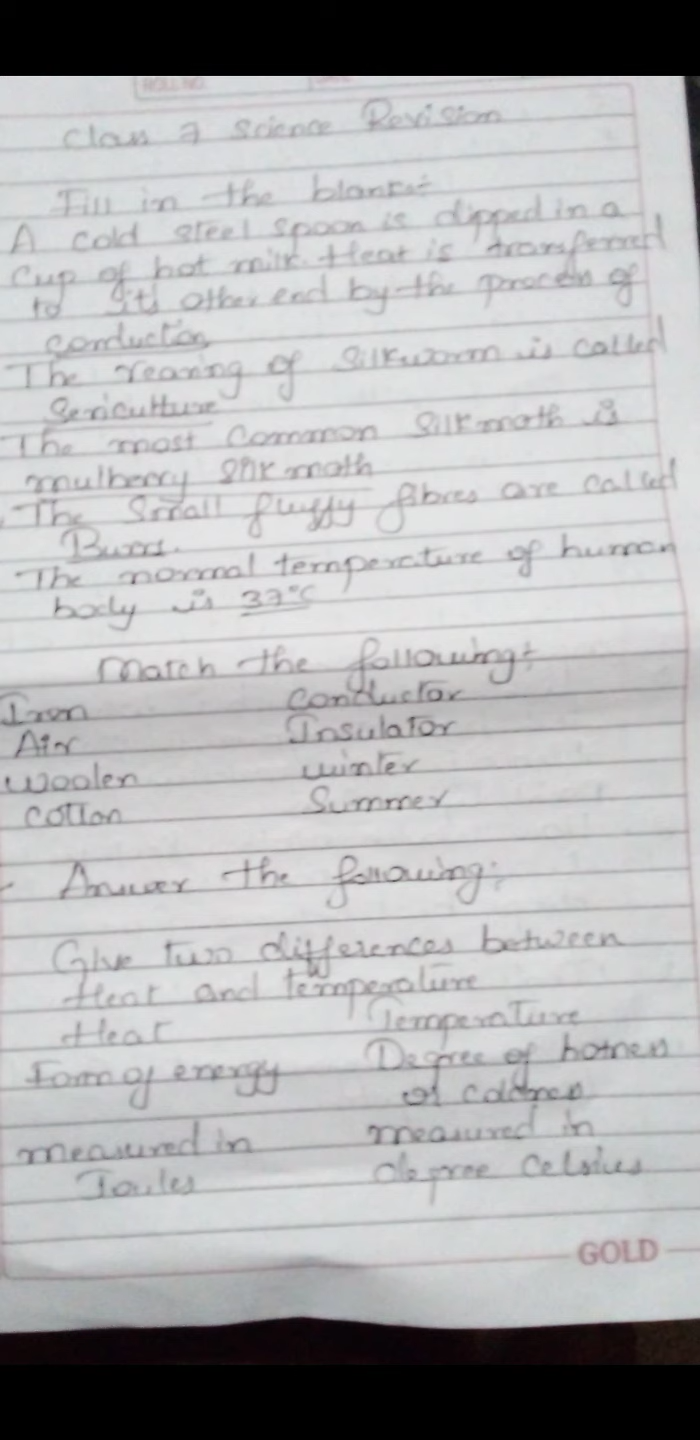 ROLL NO.
Class 7 Science Revision
Fill in the blanks:-
A cold steel spoon is dipped in a
cup of hot milk. Heat is transferred
to its other end by the process of
conduction
The rearing of silkworm is called
Sericulture
The most common silk moth is
mulberry silk moth
The small fluffy fibres are called
Burrs.
The normal temperature of human
body is 37°C
Match the following:-
Iron Conductor
Air Insulator
Woolen winter
Cotton Summer
Answer the following:
Give two differences between
Heat and temperature
Heat Temperature
Form of energy Degree of hotness
or coldness
measured in measured in
Joules degree Celsius
GOLD